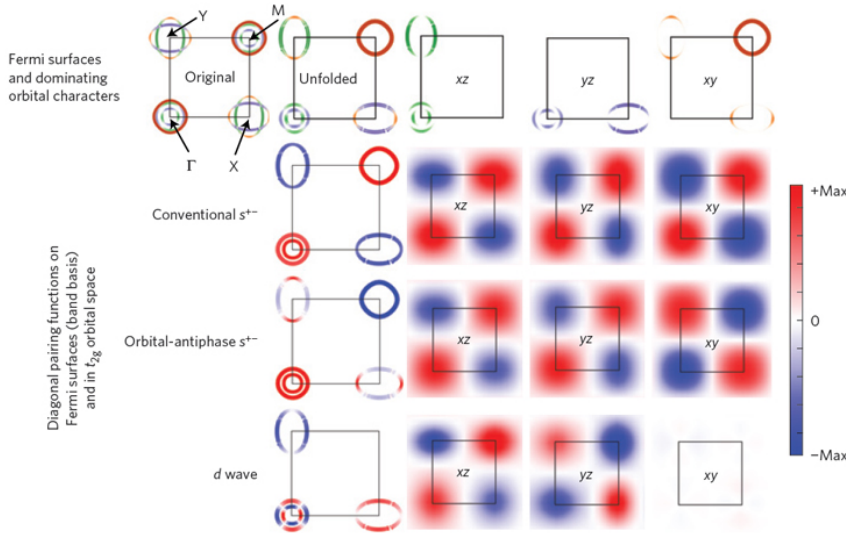 Y
M
Fermi surfaces
and dominating
orbital characters
Original
Unfolded
xz
yz
xy
Γ
X
Conventional s+−
xz
yz
xy
+Max
0
−Max
Orbital-antiphase s+−
xz
yz
xy
d wave
xz
yz
xy
Diagonal pairing functions on
Fermi surfaces (band basis)
and in t2g orbital space